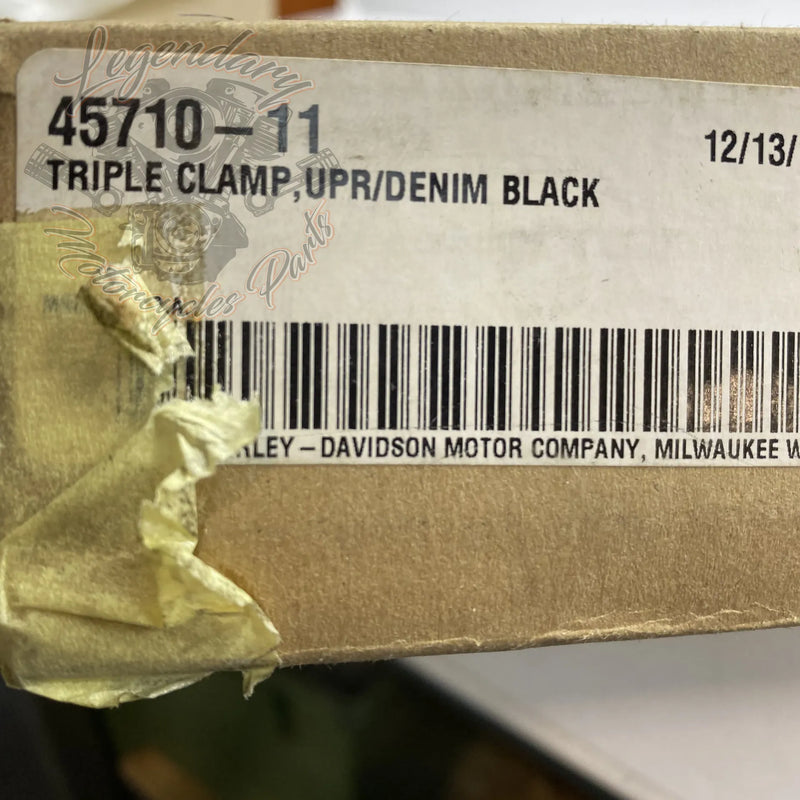 Legendary
Motorcycles Parts
45710-11
12/13/
TRIPLE CLAMP,UPR/DENIM BLACK
RLEY-DAVIDSON MOTOR COMPANY, MILWAUKEE W